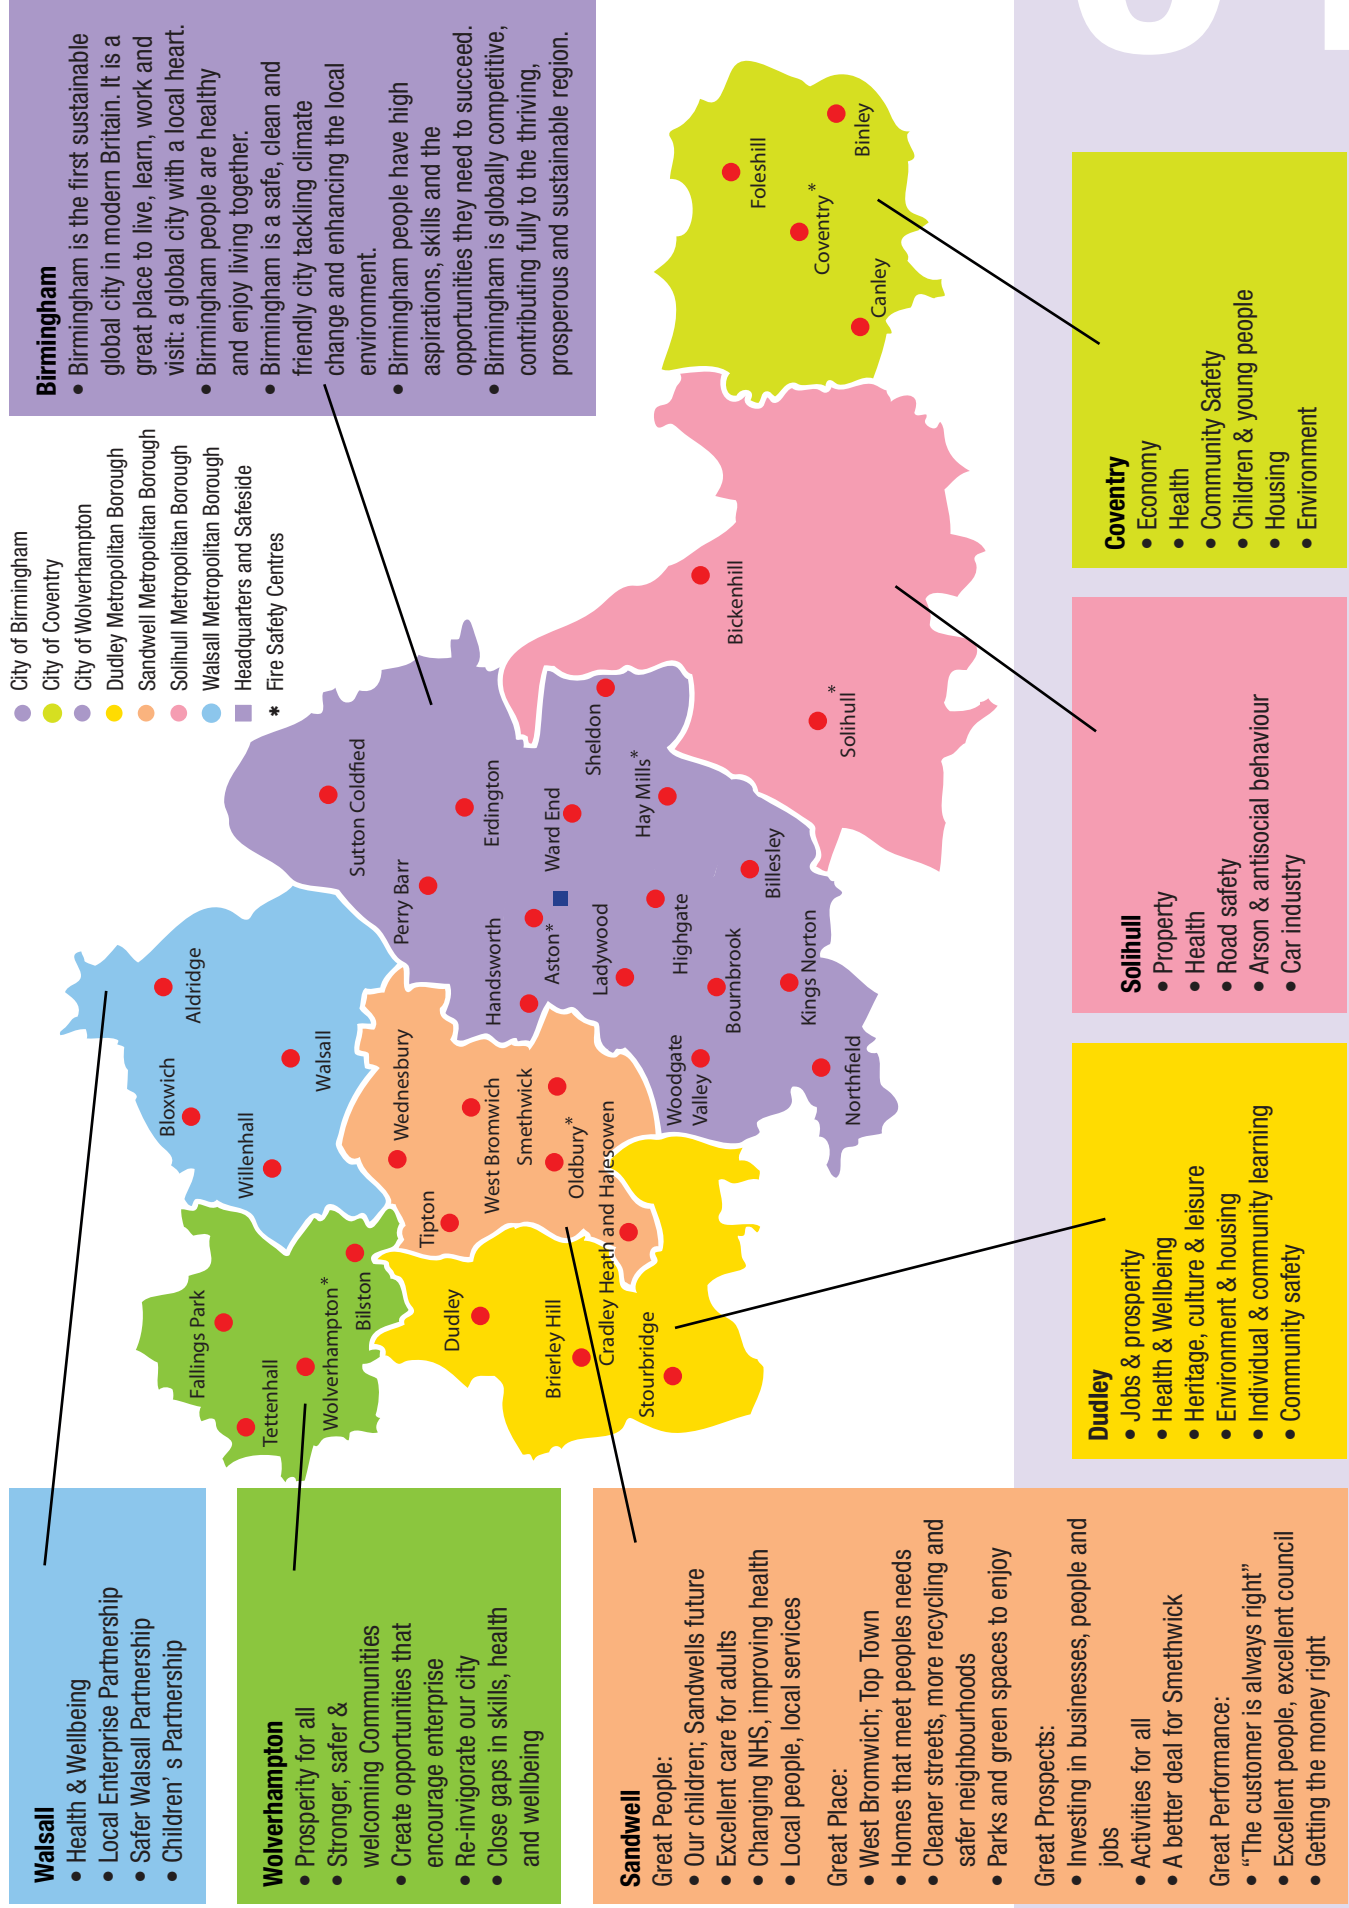 Walsall
• Health & Wellbeing
• Local Enterprise Partnership
• Safer Walsall Partnership
• Children' s Partnership
Wolverhampton
• Prosperity for all
• Stronger, safer &
welcoming Communities
• Create opportunities that
encourage enterprise
• Re-invigorate our city
• Close gaps in skills, health
and wellbeing
Sandwell
Great People:
• Our children; Sandwells future
• Excellent care for adults
• Changing NHS, improving health
• Local people, local services
Great Place:
• West Bromwich; Top Town
• Homes that meet peoples needs
• Cleaner streets, more recycling and
safer neighbourhoods
• Parks and green spaces to enjoy
Great Prospects:
• Investing in businesses, people and
jobs
• Activities for all
• A better deal for Smethwick
Great Performance:
• “The customer is always right”
• Excellent people, excellent council
• Getting the money right
City of Birmingham
City of Coventry
City of Wolverhampton
Dudley Metropolitan Borough
Sandwell Metropolitan Borough
Solihull Metropolitan Borough
Walsall Metropolitan Borough
Headquarters and Safeside
* Fire Safety Centres
Birmingham
• Birmingham is the first sustainable
global city in modern Britain. It is a
great place to live, learn, work and
visit: a global city with a local heart.
• Birmingham people are healthy
and enjoy living together.
• Birmingham is a safe, clean and
friendly city tackling climate
change and enhancing the local
environment.
• Birmingham people have high
aspirations, skills and the
opportunities they need to succeed.
• Birmingham is globally competitive,
contributing fully to the thriving,
prosperous and sustainable region.
Bloxwich
Aldridge
Willenhall
Walsall
Fallings Park
Tettenhall
Wolverhampton*
Bilston
Wednesbury
Tipton
West Bromwich
Smethwick
Oldbury*
Cradley Heath and Halesowen
Dudley
Brierley Hill
Stourbridge
Sutton Coldfied
Perry Barr
Erdington
Handsworth
Aston*
Ward End
Sheldon
Ladywood
Hay Mills*
Highgate
Woodgate
Valley
Bournbrook
Billesley
Kings Norton
Northfield
Bickenhill
Solihull*
Foleshill
Coventry*
Binley
Canley
Dudley
• Jobs & prosperity
• Health & Wellbeing
• Heritage, culture & leisure
• Environment & housing
• Individual & community learning
• Community safety
Solihull
• Property
• Health
• Road safety
• Arson & antisocial behaviour
• Car industry
Coventry
• Economy
• Health
• Community Safety
• Children & young people
• Housing
• Environment